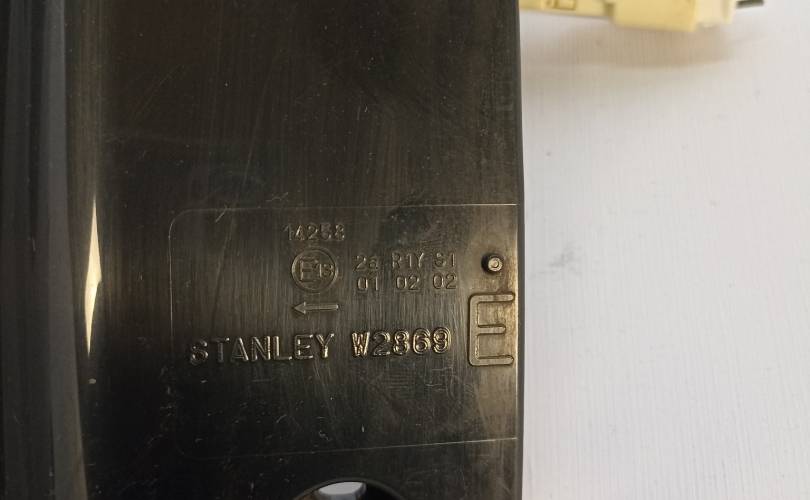 14258
E13 2a R1Y S1
01 02 02
←
STANLEY W2869
E